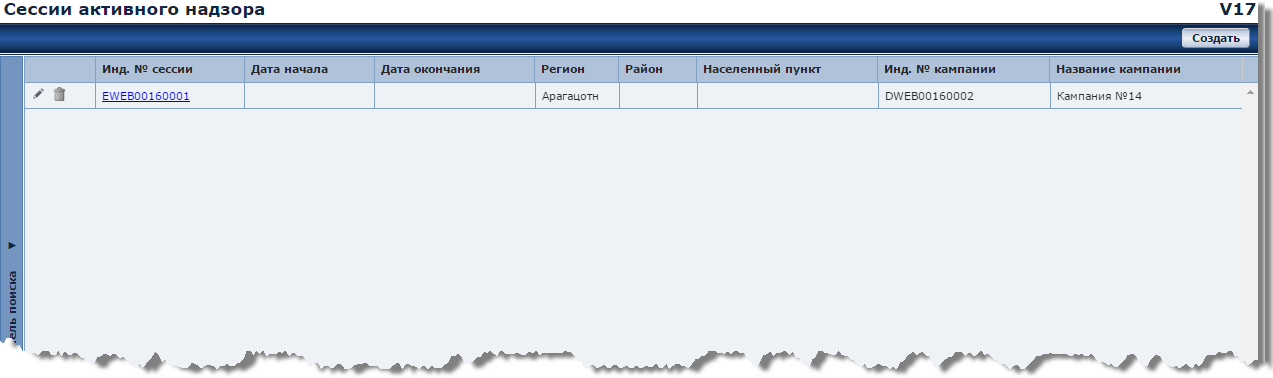 Сессии активного надзора V17
Создать
Инд. № сессии Дата начала Дата окончания Регион Район Населенный пункт Инд. № кампании Название кампании
EWEB00160001 Арагацотн DWEB00160002 Кампания №14
поиска